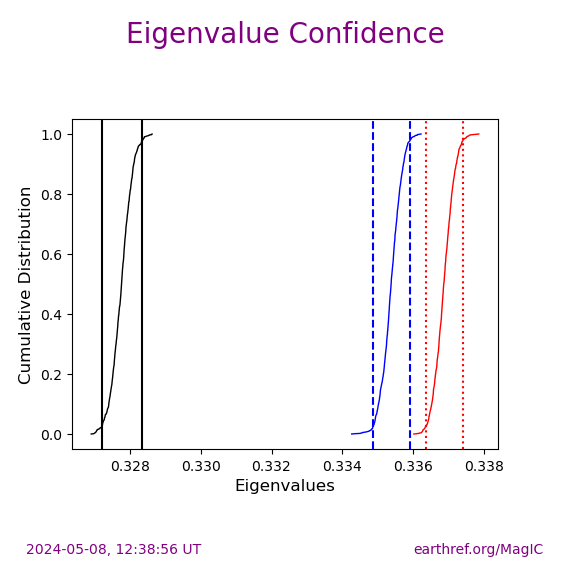 Eigenvalue Confidence
1.0
0.8
0.6
0.4
0.2
0.0
Cumulative Distribution
0.328 0.330 0.332 0.334 0.336 0.338
Eigenvalues
2024-05-08, 12:38:56 UT earthref.org/MagIC